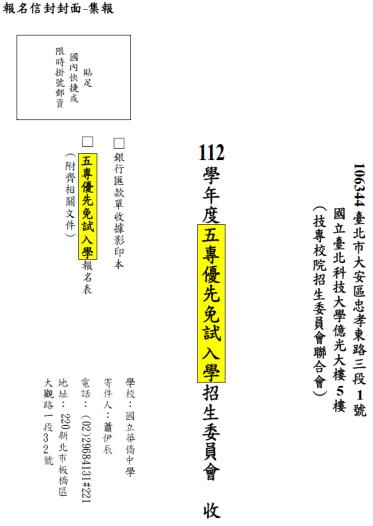 報名信封封面-集報
106344 臺北市大安區忠孝東路三段 1 號
國立臺北科技大學億光大樓 5 樓
（技專校院招生委員會聯合會）
112 學年度五專優先免試入學招生委員會 收
貼足
國內快捷或
限時掛號郵資
□ 銀行匯款單收據影印本
□ 五專優先免試入學報名表
（附齊相關文件）
學校：國立華僑中學
寄件人：蕭伊辰
電話：（02)29684131#221
地址：220 新北市板橋區
大觀路一段32號